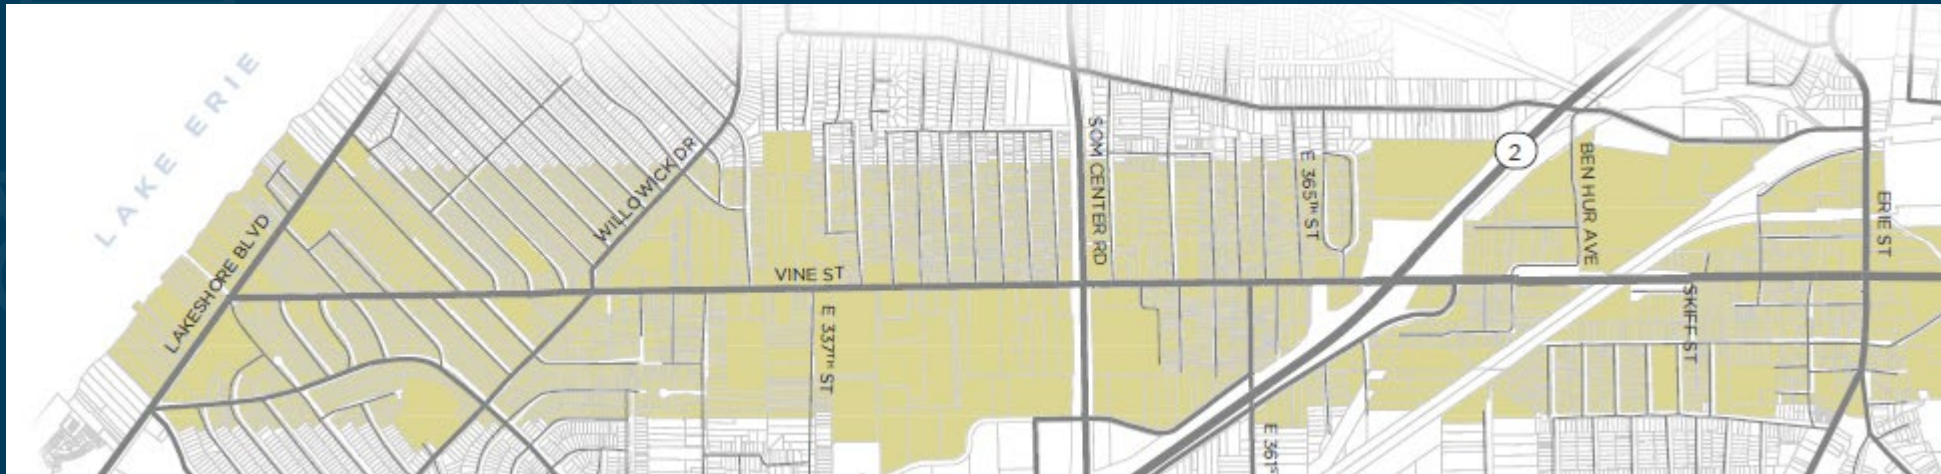 LAKE ERIE
LAKESHORE BLVD
WILLOWICK DR
VINE ST
E 337TH ST
SOM CENTER RD
E 365TH ST
E 361S
2
BEN HUR AVE
SKIFF ST
ERIE ST